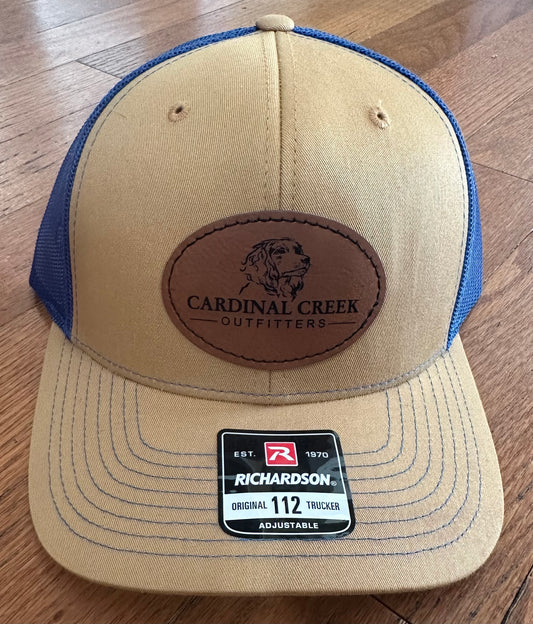 CARDINAL CREEK
OUTFITTERS
EST. R 1970
RICHARDSON®
ORIGINAL 112 TRUCKER
ADJUSTABLE